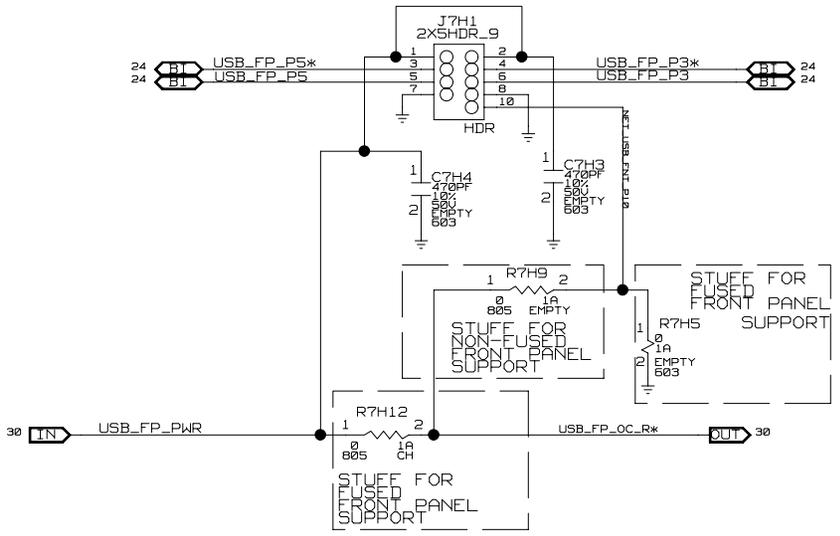 J7H1
2X5HDR_9
1 2
24 BI USB_FP_P5* 3 4 USB_FP_P3* BI 24
24 BI USB_FP_P5 5 6 USB_FP_P3 BI 24
7 8
10
HDR
NET_USB_FNT_P10
1
C7H4
470PF
10%
50V
2
EMPTY
603
1
C7H3
470PF
10%
50V
2
EMPTY
603
1 R7H9 2
0 1A
805 EMPTY
STUFF FOR
NON-FUSED
FRONT PANEL
SUPPORT
STUFF FOR
FUSED
FRONT PANEL
SUPPORT
1 R7H5
0
1A
2 EMPTY
603
R7H12
1 2
30 IN USB_FP_PWR
0 1A
805 CH
USB_FP_OC_R* OUT 30
STUFF FOR
FUSED
FRONT PANEL
SUPPORT